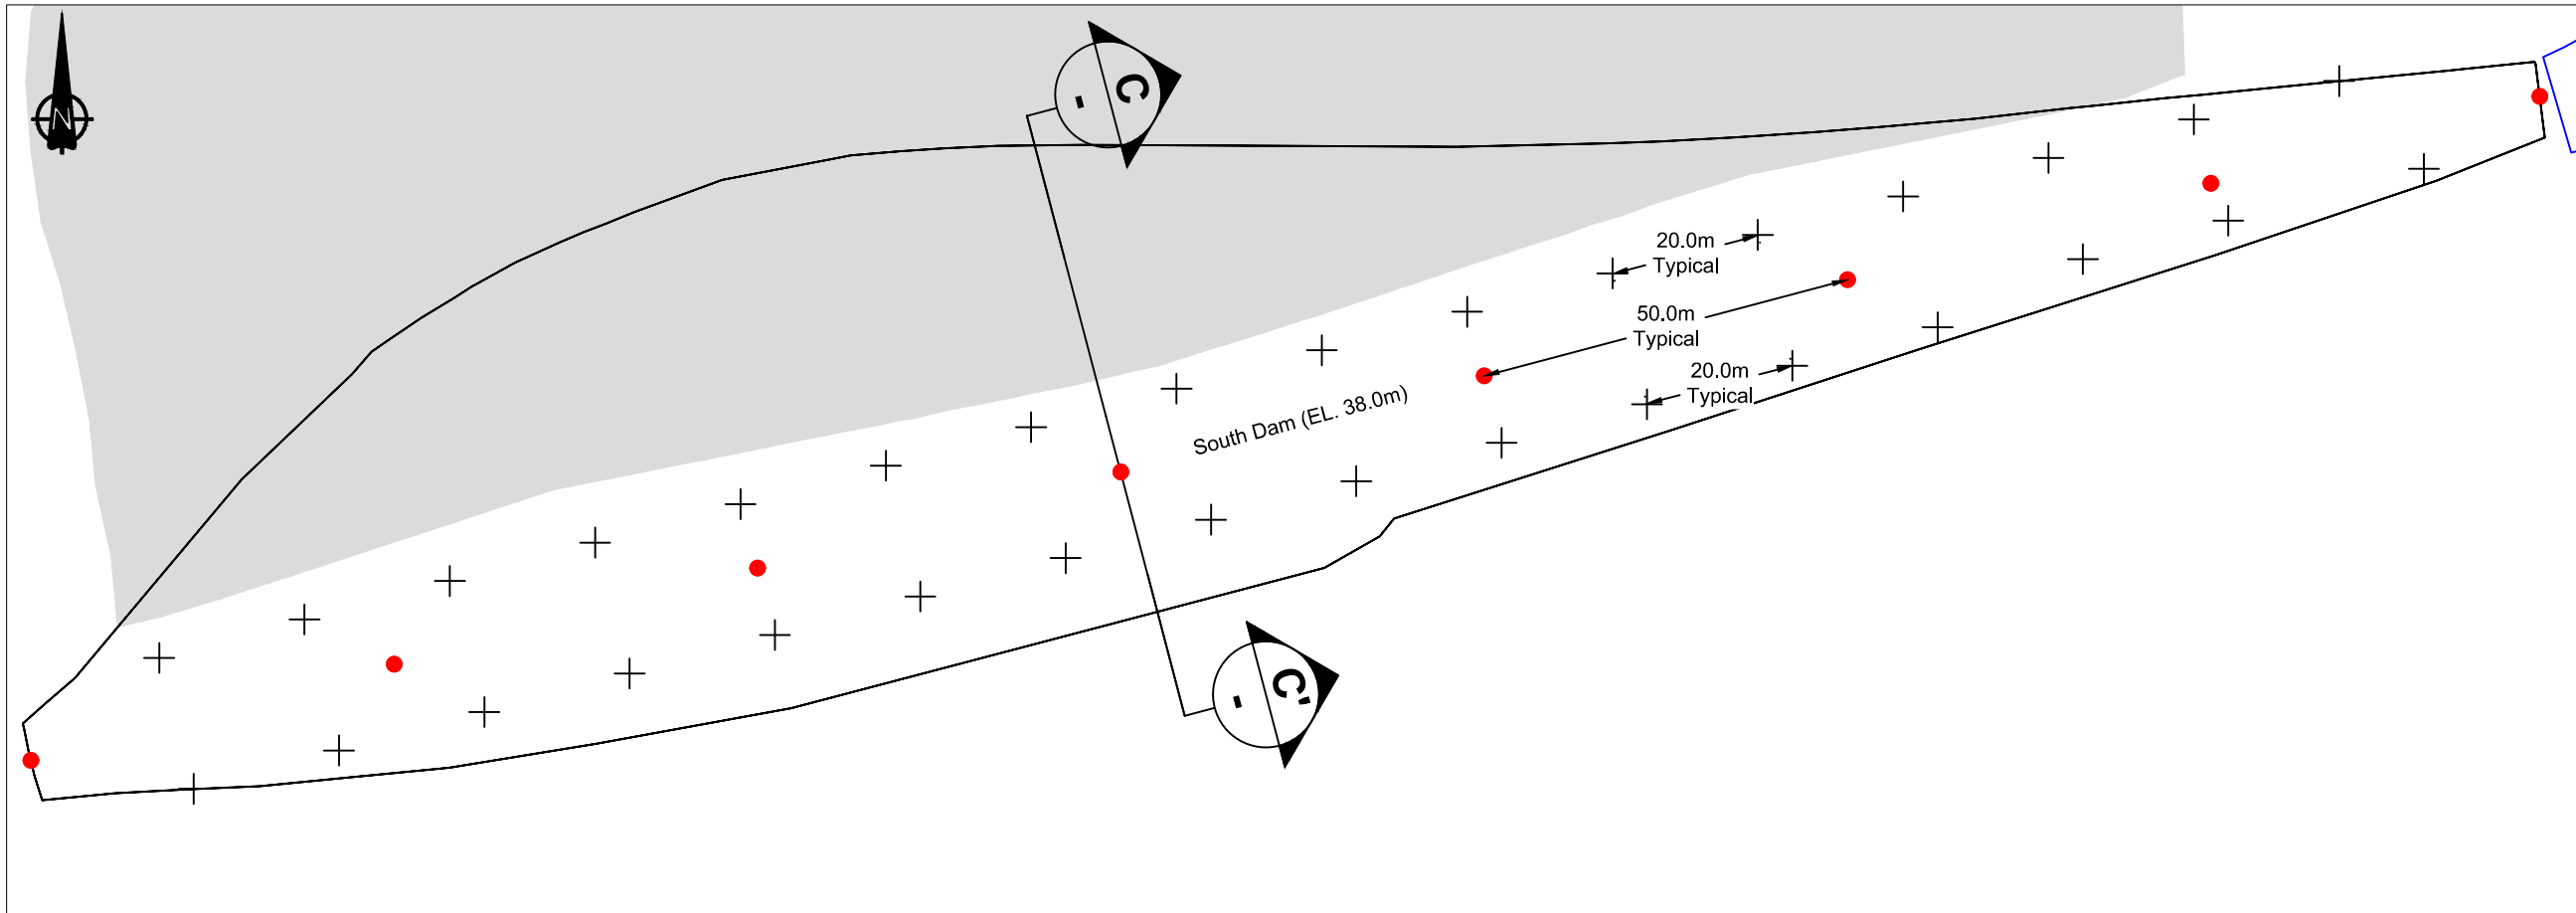 N
C
-
20.0m
Typical
50.0m
Typical
20.0m
Typical
South Dam (EL. 38.0m)
C'
-